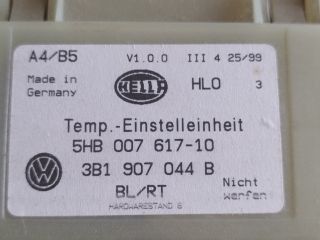 A4/B5 V1.0.0 III 4 25/99
Made in Germany HELLA HLO 3
Temp.-Einstelleinheit
5HB 007 617-10
3B1 907 044 B
BL/RT Nicht werfen
HARDWARESTAND 6